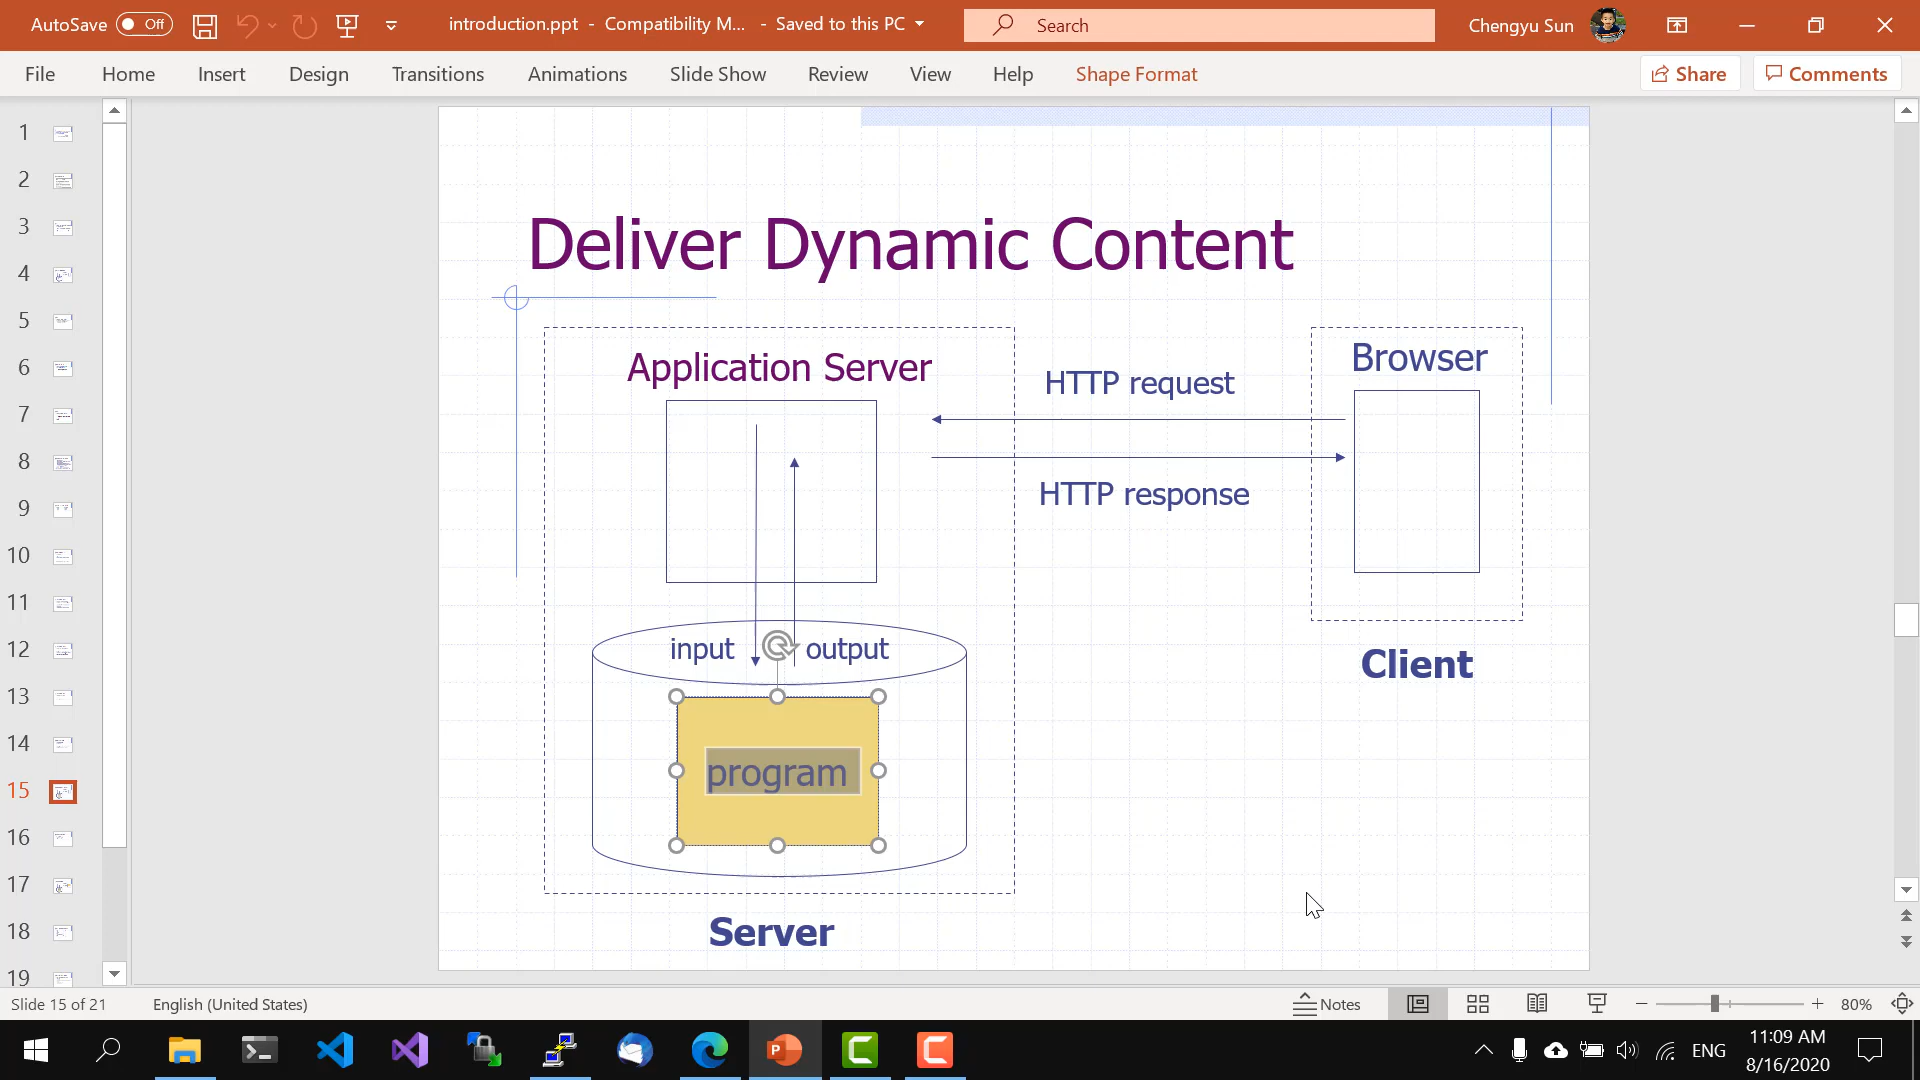 AutoSave Off introduction.ppt - Compatibility M... - Saved to this PC Search Chengyu Sun
File Home Insert Design Transitions Animations Slide Show Review View Help Shape Format Share Comments
1
2
3
4
5
6
7
8
9
10
11
12
13
14
15
16
17
18
19
Deliver Dynamic Content
Application Server
HTTP request
HTTP response
Browser
input output
program
Client
Server
Slide 15 of 21 English (United States) Notes 80%
ENG
11:09 AM
8/16/2020